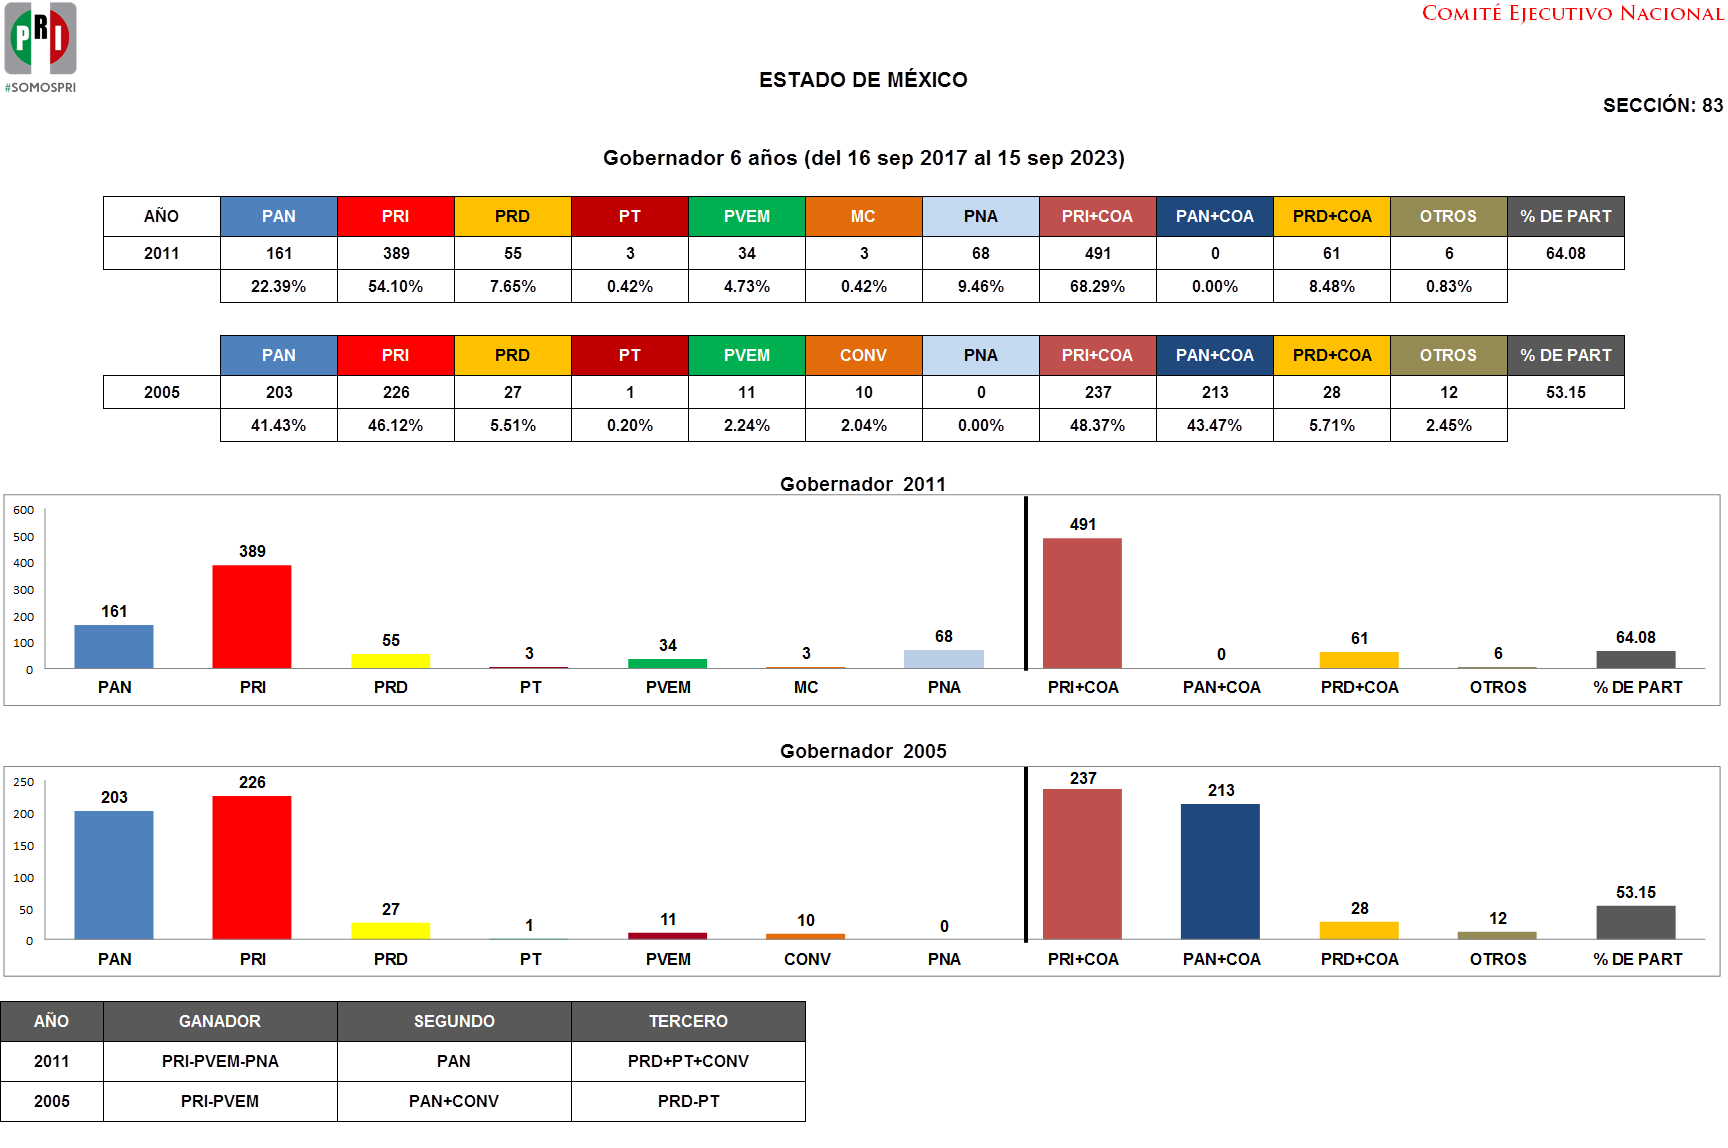 PRI
#SOMOSPRI
COMITÉ EJECUTIVO NACIONAL
ESTADO DE MÉXICO
SECCIÓN: 83
Gobernador 6 años (del 16 sep 2017 al 15 sep 2023)
AÑO PAN PRI PRD PT PVEM MC PNA PRI+COA PAN+COA PRD+COA OTROS % DE PART
2011 161 389 55 3 34 3 68 491 0 61 6 64.08
22.39% 54.10% 7.65% 0.42% 4.73% 0.42% 9.46% 68.29% 0.00% 8.48% 0.83%
PAN PRI PRD PT PVEM CONV PNA PRI+COA PAN+COA PRD+COA OTROS % DE PART
2005 203 226 27 1 11 10 0 237 213 28 12 53.15
41.43% 46.12% 5.51% 0.20% 2.24% 2.04% 0.00% 48.37% 43.47% 5.71% 2.45%
Gobernador 2011
600
500
400
300
200
100
0
161 389 55 3 34 3 68 491 0 61 6 64.08
PAN PRI PRD PT PVEM MC PNA PRI+COA PAN+COA PRD+COA OTROS % DE PART
Gobernador 2005
250
200
150
100
50
0
203 226 27 1 11 10 0 237 213 28 12 53.15
PAN PRI PRD PT PVEM CONV PNA PRI+COA PAN+COA PRD+COA OTROS % DE PART
AÑO GANADOR SEGUNDO TERCERO
2011 PRI-PVEM-PNA PAN PRD+PT+CONV
2005 PRI-PVEM PAN+CONV PRD-PT